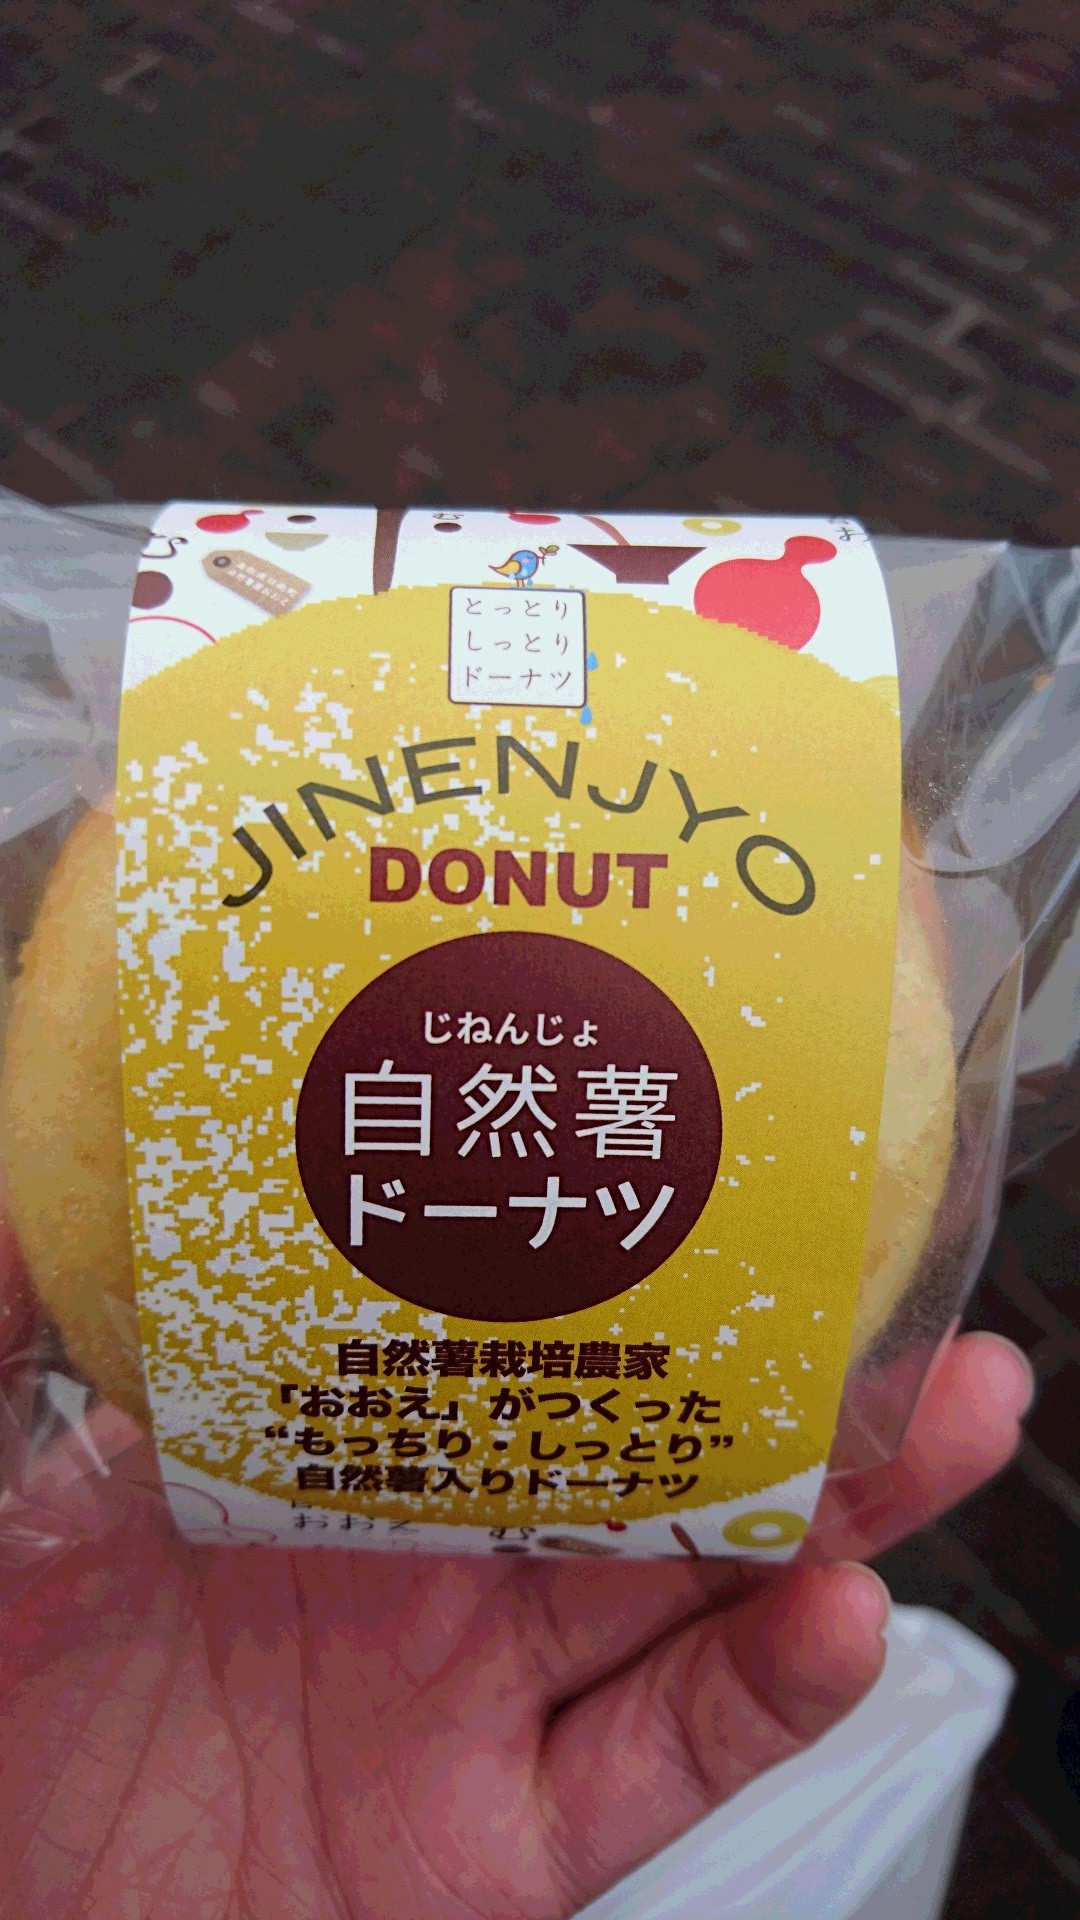 とっとり
しっとり
ドーナツ
JINENJYO
DONUT
じねんじょ
自然薯
ドーナツ
自然薯栽培農家
「おおえ」がつくった
“もっちり・しっとり”
自然薯入りドーナツ
おおえ